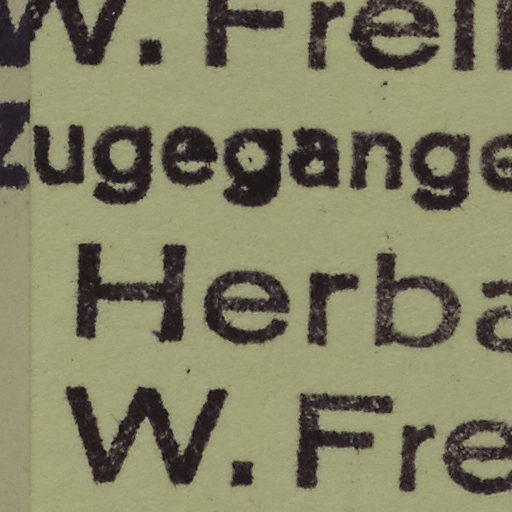 W. Frei
Zugegange
Herba
W. Fre